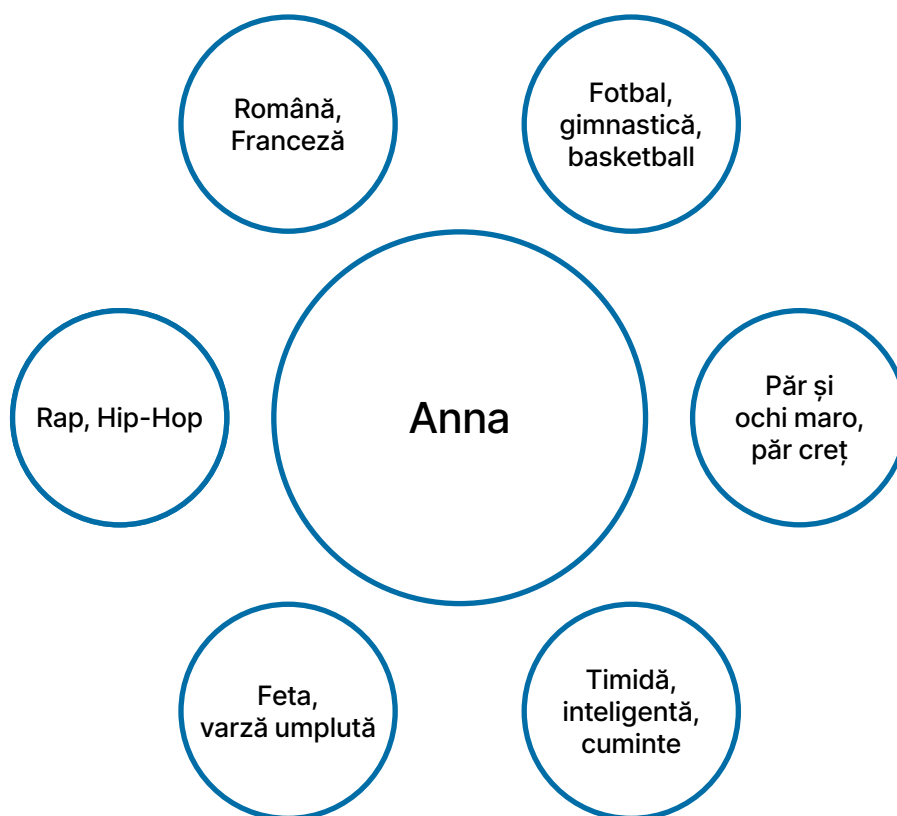 Română,
Franceză
Fotbal,
gimnastică,
basketball
Rap, Hip-Hop
Anna
Păr și
ochi maro,
păr creț
Feta,
varză umplută
Timidă,
inteligentă,
cuminte